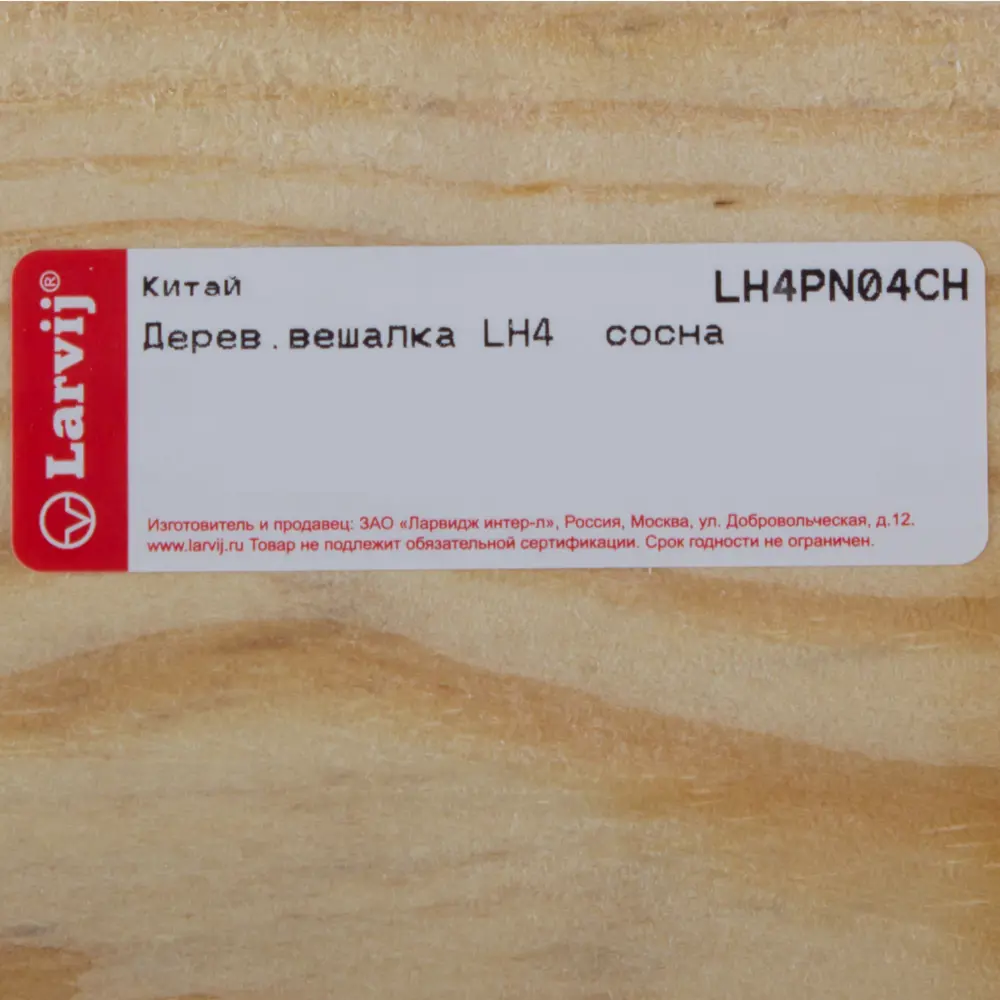 Larvij®
Китай
LH4PN04CH
Дерев.вешалка LH4 сосна
Изготовитель и продавец: ЗАО «Ларвидж интер-л», Россия, Москва, ул. Добровольческая, д.12.
www.larvij.ru Товар не подлежит обязательной сертификации. Срок годности не ограничен.